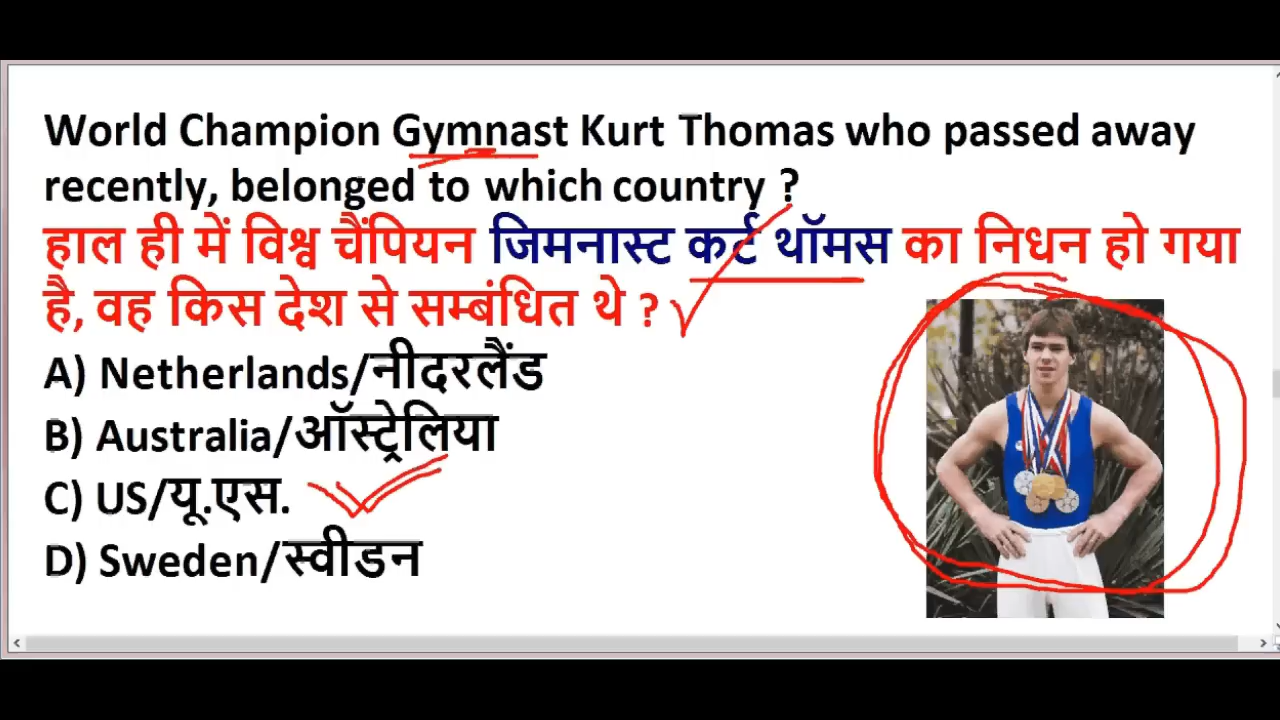 World Champion Gymnast Kurt Thomas who passed away
recently, belonged to which country ?
हाल ही में विश्व चैंपियन जिमनास्ट कर्ट थॉमस का निधन हो गया
है, वह किस देश से सम्बंधित थे ?
A) Netherlands/नीदरलैंड
B) Australia/ऑस्ट्रेलिया
C) US/यू.एस.
D) Sweden/स्वीडन